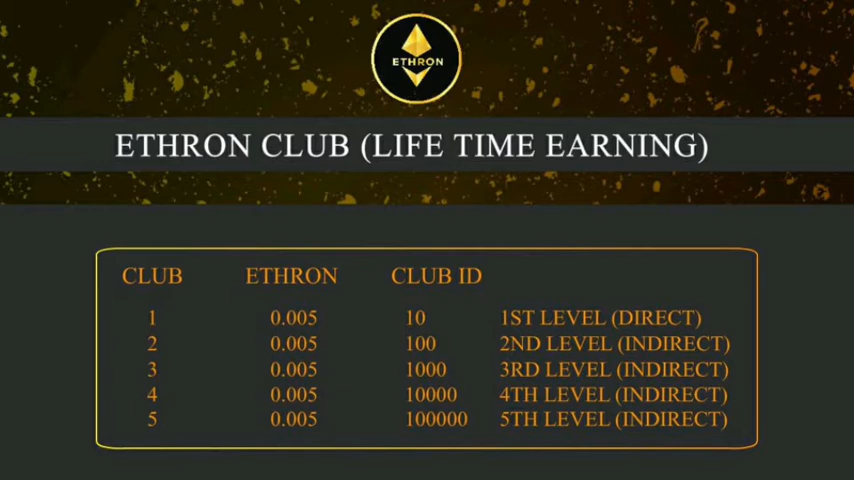 ETHRON
ETHRON CLUB (LIFE TIME EARNING)
CLUB ETHRON CLUB ID
1 0.005 10 1ST LEVEL (DIRECT)
2 0.005 100 2ND LEVEL (INDIRECT)
3 0.005 1000 3RD LEVEL (INDIRECT)
4 0.005 10000 4TH LEVEL (INDIRECT)
5 0.005 100000 5TH LEVEL (INDIRECT)